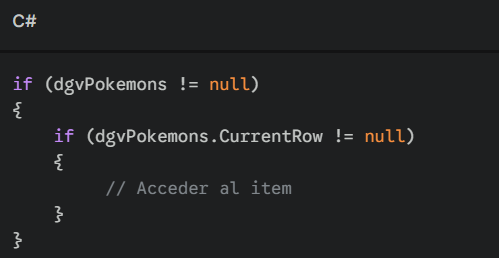 C#
if (dgvPokemons != null)
{
    if (dgvPokemons.CurrentRow != null)
    {
        // Acceder al item
    }
}